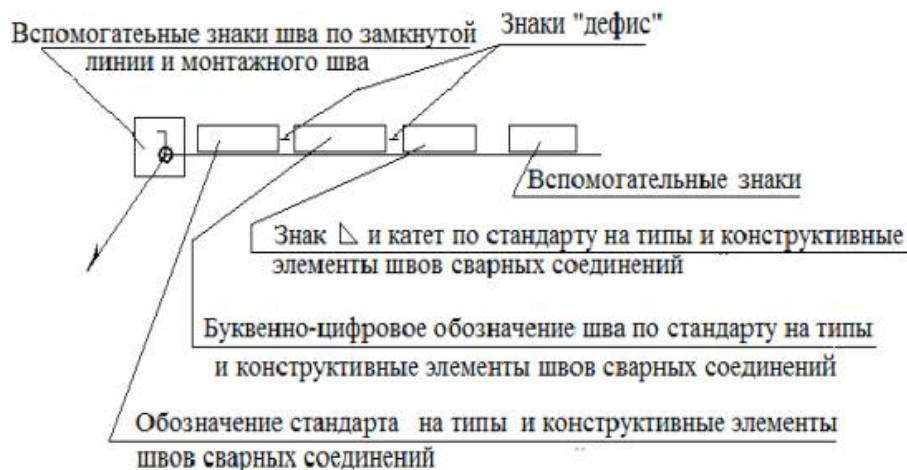 Вспомогатеьные знаки шва по замкнутой
линии и монтажного шва
Знаки "дефис"
Вспомогательные знаки
Знак ⊿ и катет по стандарту на типы и конструктивные
элементы швов сварных соединений
Буквенно-цифровое обозначение шва по стандарту на типы
и конструктивные элементы швов сварных соединений
Обозначение стандарта на типы и конструктивные элементы
швов сварных соединений